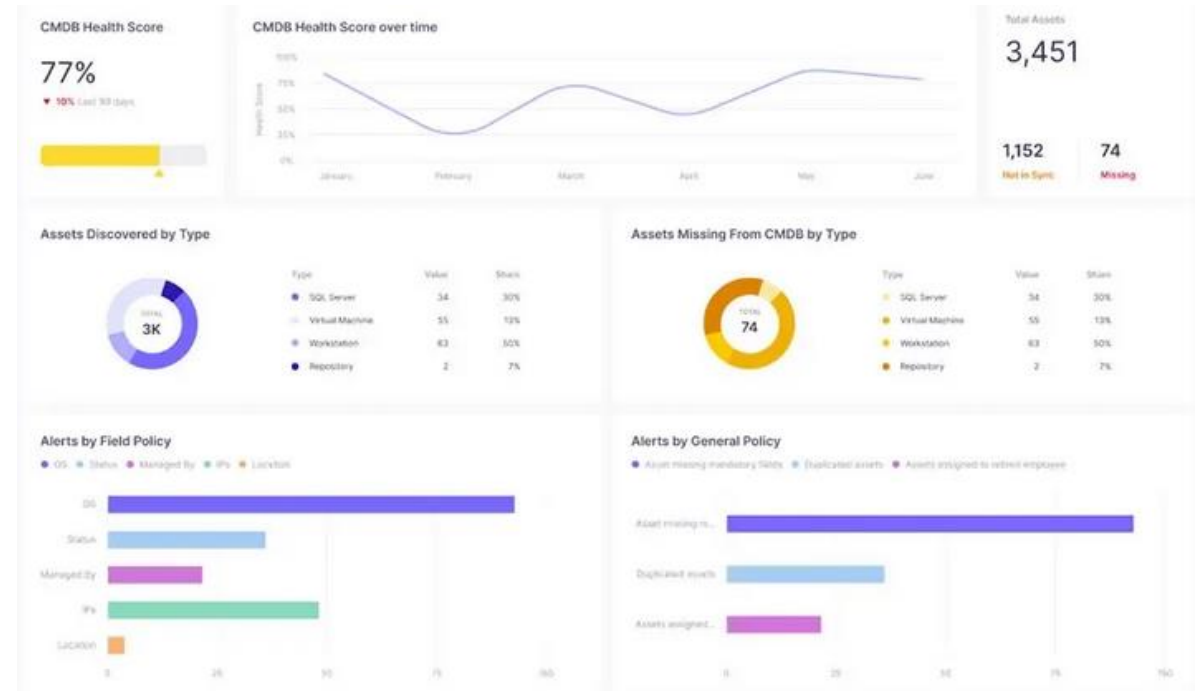 CMDB Health Score
77%
▼ 10% Last 90 days
CMDB Health Score over time
Health Score
100%
75%
50%
25%
0%
January February March April May June
Total Assets
3,451
1,152 74
Not in Sync Missing
Assets Discovered by Type
TOTAL
3K
Type Value Share
SQL Server 34 30%
Virtual Machine 55 13%
Workstation 63 50%
Repository 2 7%
Assets Missing From CMDB by Type
TOTAL
74
Type Value Share
SQL Server 34 30%
Virtual Machine 55 13%
Workstation 63 50%
Repository 2 7%
Alerts by Field Policy
OS Status Managed By IPs Location
OS
Status
Managed By
IPs
Location
0 25 50 75
Alerts by General Policy
Asset missing mandatory fields Duplicated assets Assets assigned to retired employee
Asset missing m...
Duplicated assets
Assets assigned...
0 25 50 75